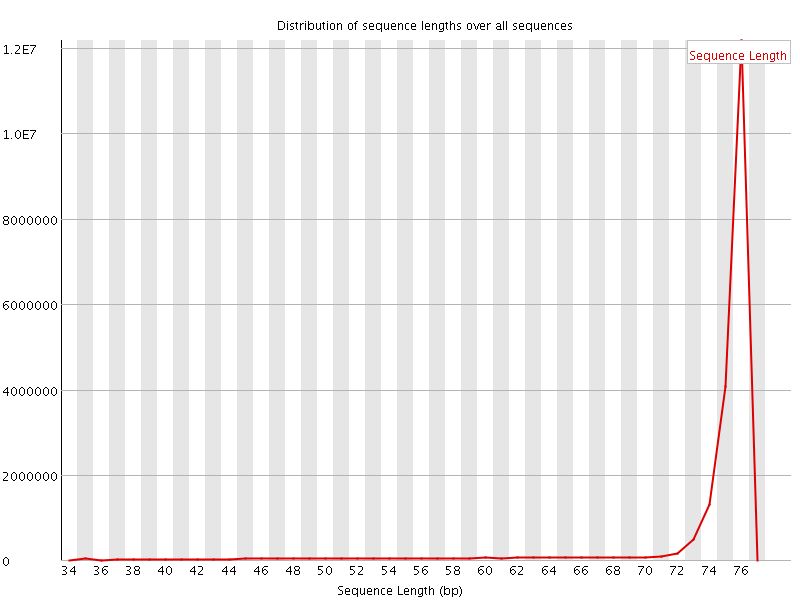 Distribution of sequence lengths over all sequences
1.2E7
Sequence Length
1.0E7
8000000
6000000
4000000
2000000
0
34 36 38 40 42 44 46 48 50 52 54 56 58 60 62 64 66 68 70 72 74 76
Sequence Length (bp)